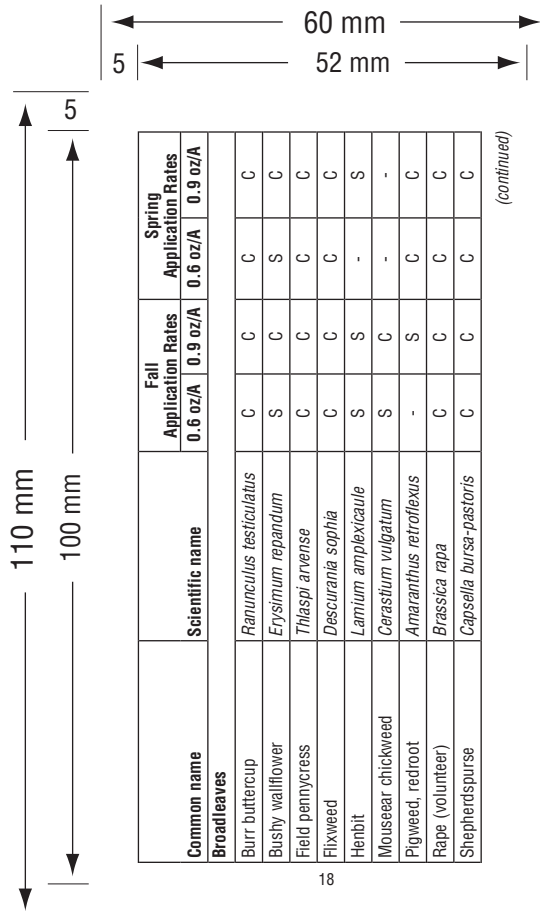 60 mm
5 52 mm
110 mm
5
100 mm
Fall Spring
Application Rates Application Rates
Common name Scientific name 0.6 oz/A 0.9 oz/A 0.6 oz/A 0.9 oz/A
Broadleaves
Burr buttercup Ranunculus testiculatus C C C C
Bushy wallflower Erysimum repandum S C S C
Field pennycress Thlaspi arvense C C C C
Flixweed Descurania sophia C C C C
Henbit Lamium amplexicaule S S - S
Mouseear chickweed Cerastium vulgatum S C - -
Pigweed, redroot Amaranthus retroflexus - S C C
Rape (volunteer) Brassica rapa C C C C
Shepherdspurse Capsella bursa-pastoris C C C C
(continued)
18